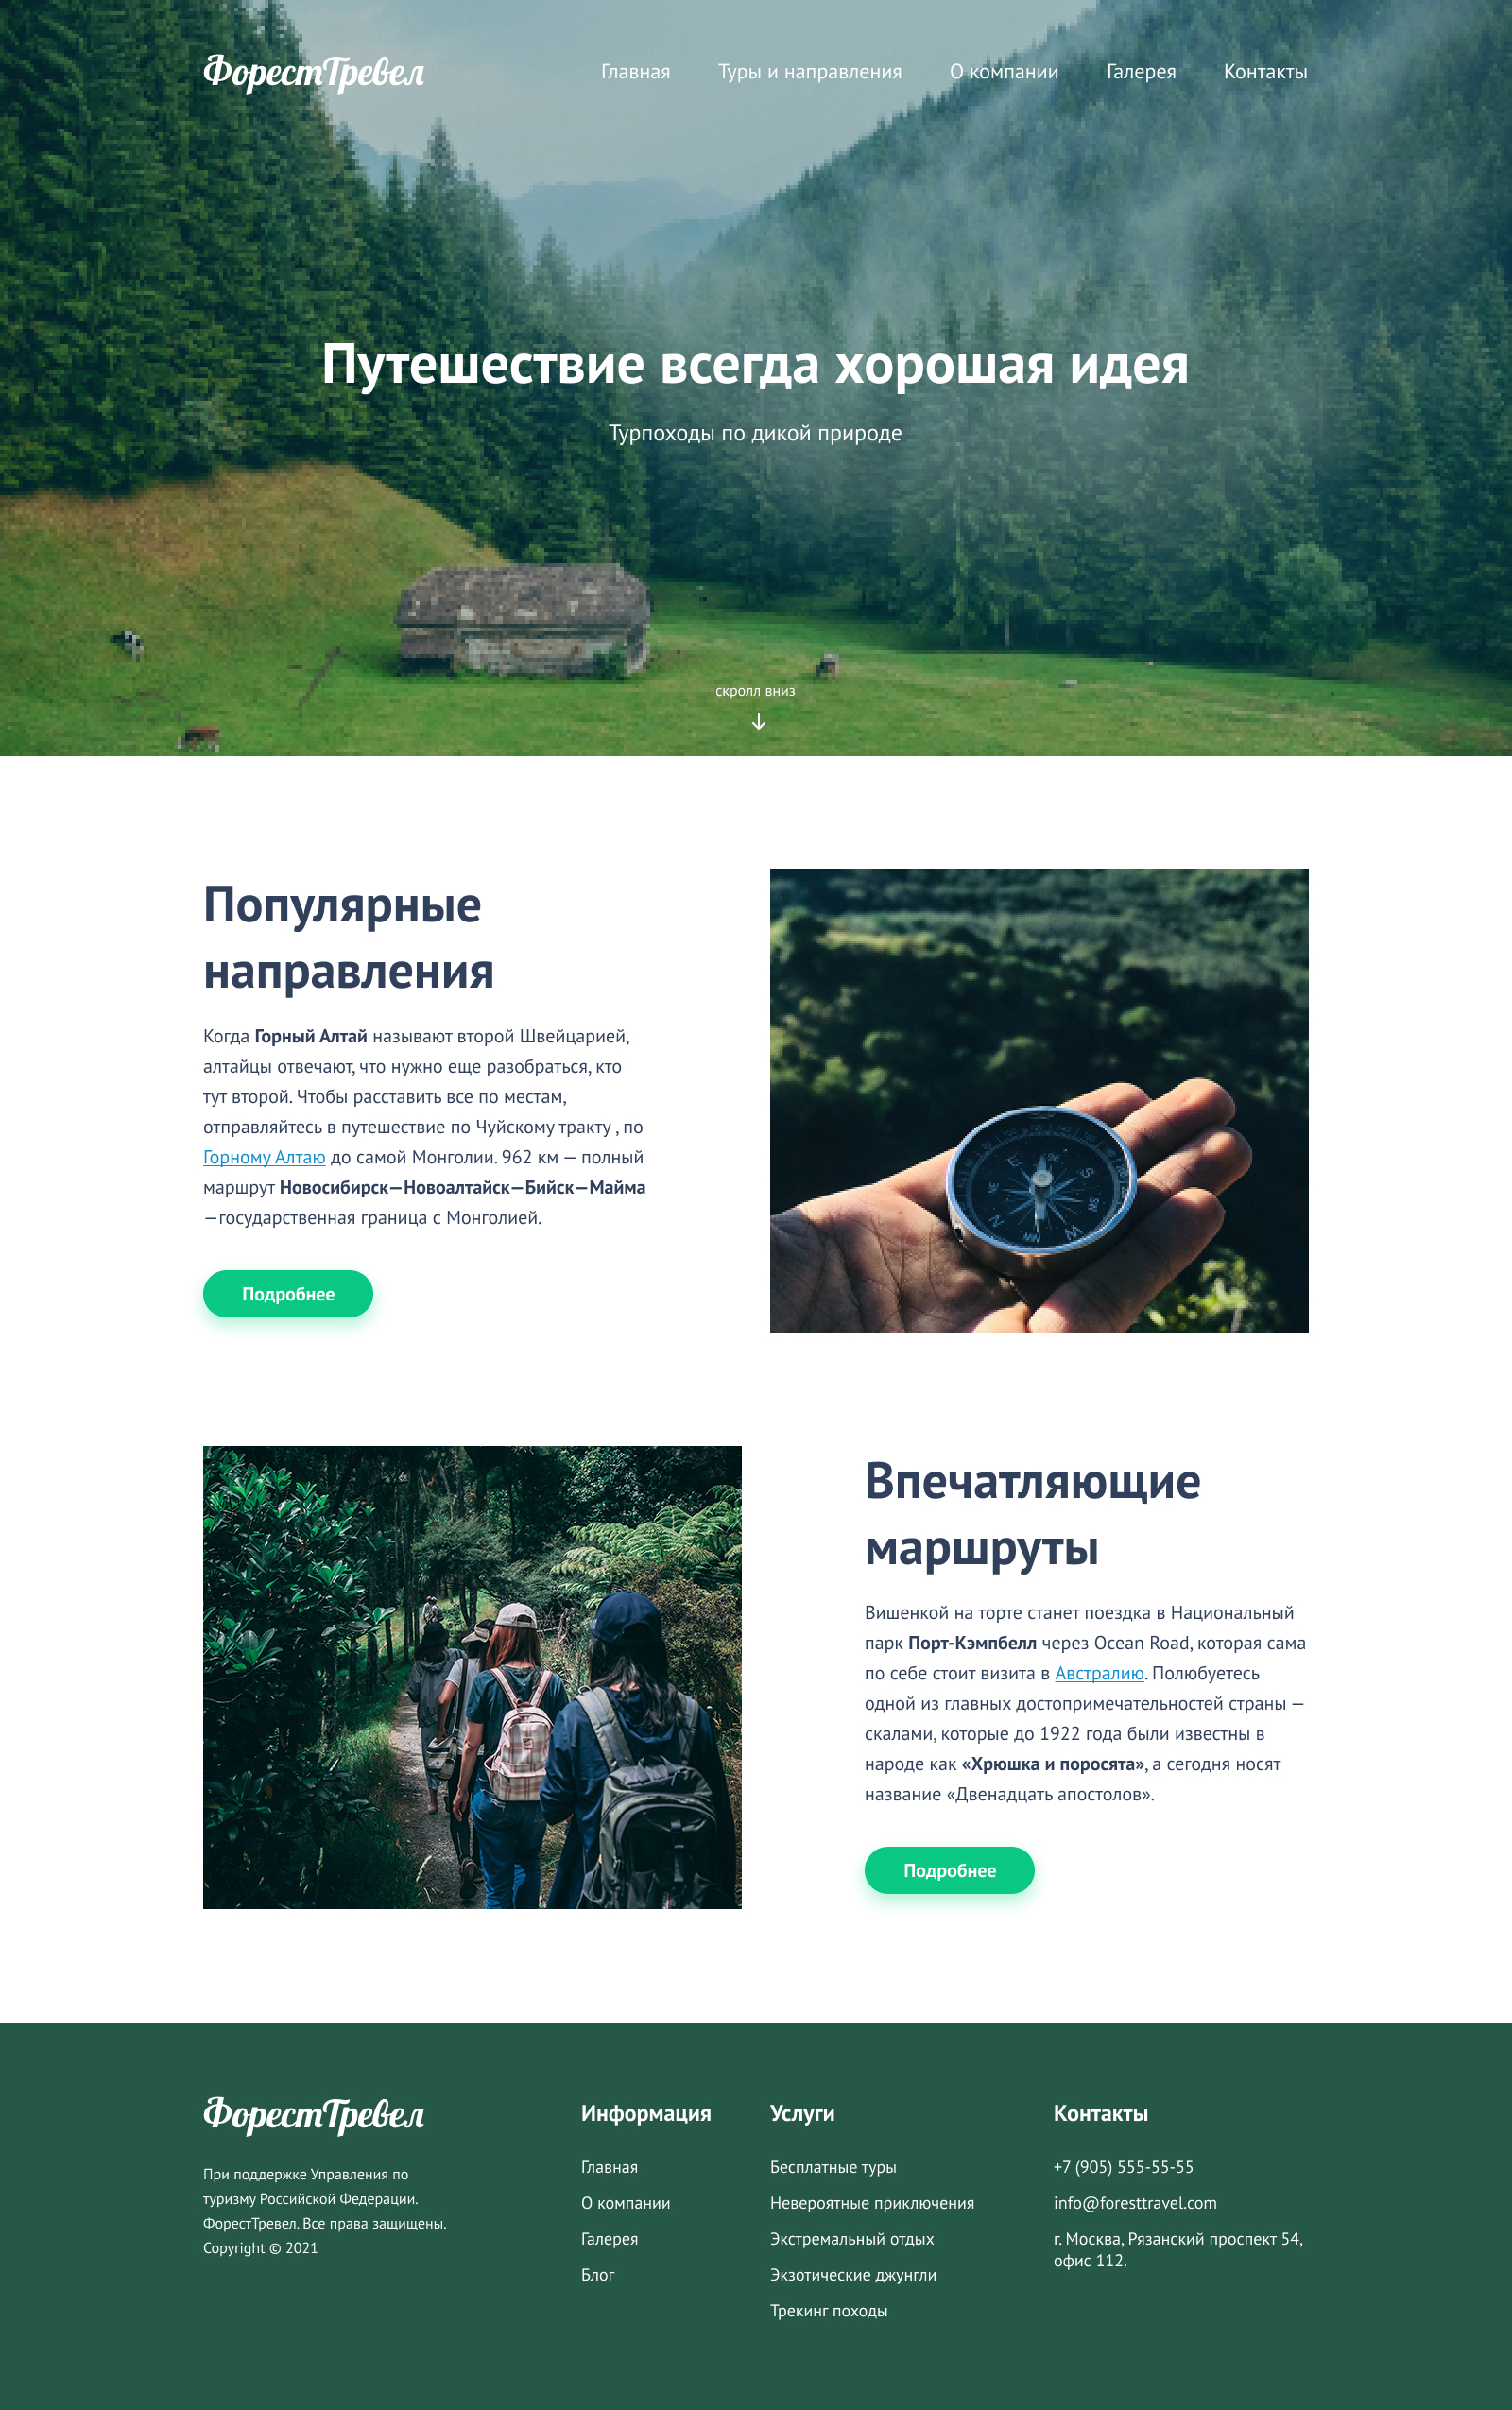 ФорестТревел
Главная Туры и направления О компании Галерея Контакты
Путешествие всегда хорошая идея
Турпоходы по дикой природе
скролл вниз
Популярные
направления
Когда Горный Алтай называют второй Швейцарией,
алтайцы отвечают, что нужно еще разобраться, кто
тут второй. Чтобы расставить все по местам,
отправляйтесь в путешествие по Чуйскому тракту , по
Горному Алтаю до самой Монголии. 962 км — полный
маршрут Новосибирск—Новоалтайск—Бийск—Майма
—государственная граница с Монголией.
Подробнее
Впечатляющие
маршруты
Вишенкой на торте станет поездка в Национальный
парк Порт-Кэмпбелл через Ocean Road, которая сама
по себе стоит визита в Австралию. Полюбуетесь
одной из главных достопримечательностей страны —
скалами, которые до 1922 года были известны в
народе как «Хрюшка и поросята», а сегодня носят
название «Двенадцать апостолов».
Подробнее
ФорестТревел
При поддержке Управления по
туризму Российской Федерации.
ФорестТревел. Все права защищены.
Copyright © 2021
Информация
Главная
О компании
Галерея
Блог
Услуги
Бесплатные туры
Невероятные приключения
Экстремальный отдых
Экзотические джунгли
Трекинг походы
Контакты
+7 (905) 555-55-55
info@foresttravel.com
г. Москва, Рязанский проспект 54,
офис 112.